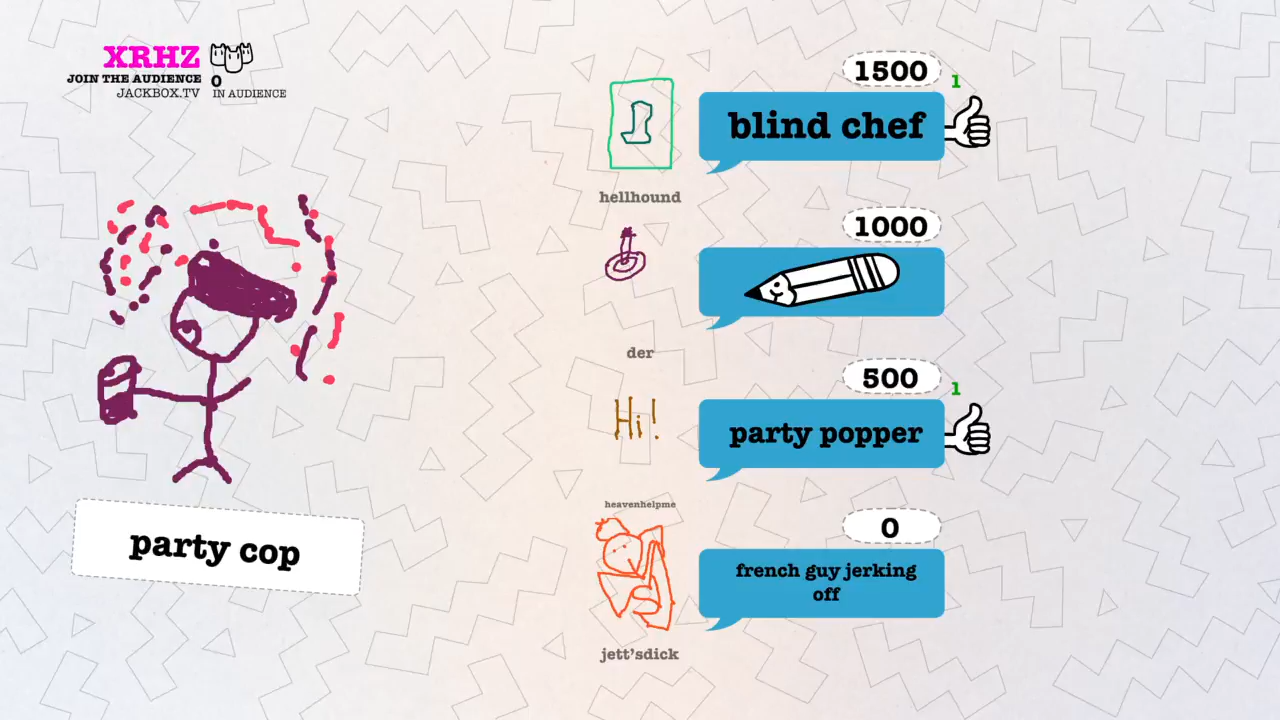 XRHZ
JOIN THE AUDIENCE
JACKBOX.TV
0
IN AUDIENCE
party cop
1500
1
blind chef
hellhound
1000
der
500
1
party popper
Hi!
heavenhelpme
0
french guy jerking
off
jett'sdick